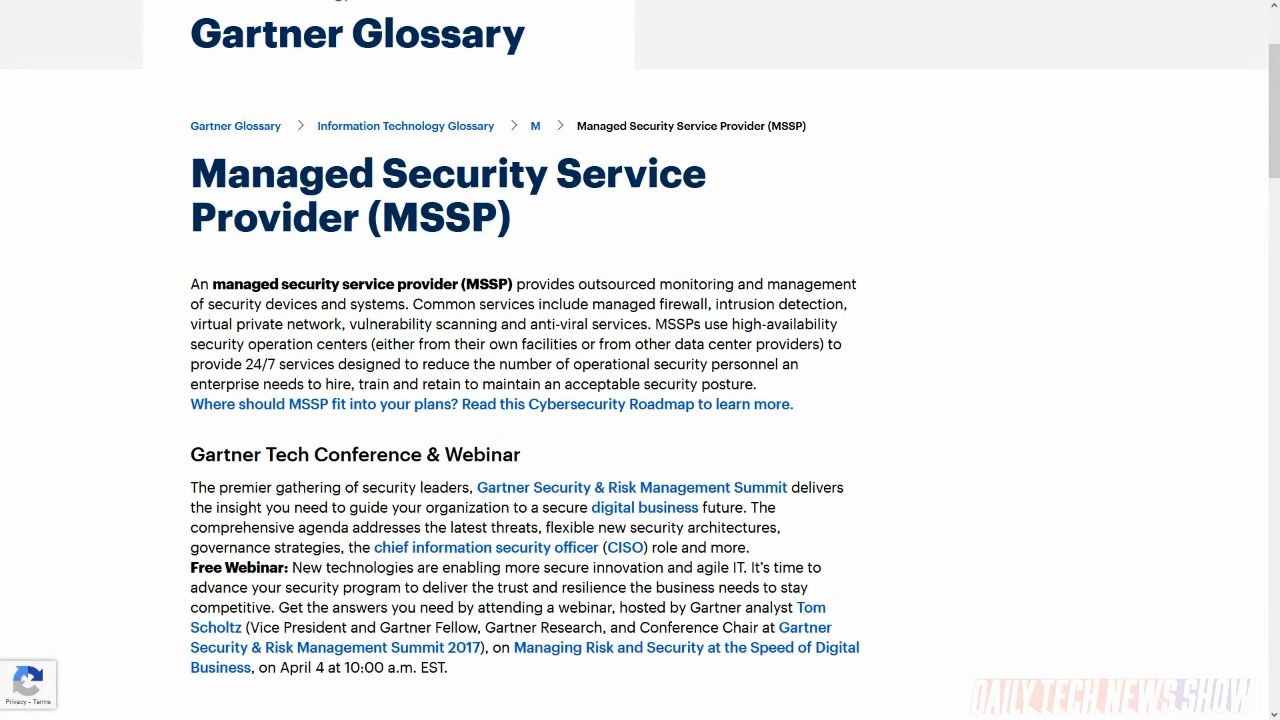 Gartner Glossary
Gartner Glossary > Information Technology Glossary > M > Managed Security Service Provider (MSSP)
Managed Security Service
Provider (MSSP)
An managed security service provider (MSSP) provides outsourced monitoring and management
of security devices and systems. Common services include managed firewall, intrusion detection,
virtual private network, vulnerability scanning and anti-viral services. MSSPs use high-availability
security operation centers (either from their own facilities or from other data center providers) to
provide 24/7 services designed to reduce the number of operational security personnel an
enterprise needs to hire, train and retain to maintain an acceptable security posture.
Where should MSSP fit into your plans? Read this Cybersecurity Roadmap to learn more.
Gartner Tech Conference & Webinar
The premier gathering of security leaders, Gartner Security & Risk Management Summit delivers
the insight you need to guide your organization to a secure digital business future. The
comprehensive agenda addresses the latest threats, flexible new security architectures,
governance strategies, the chief information security officer (CISO) role and more.
Free Webinar: New technologies are enabling more secure innovation and agile IT. It's time to
advance your security program to deliver the trust and resilience the business needs to stay
competitive. Get the answers you need by attending a webinar, hosted by Gartner analyst Tom
Scholtz (Vice President and Gartner Fellow, Gartner Research, and Conference Chair at Gartner
Security & Risk Management Summit 2017), on Managing Risk and Security at the Speed of Digital
Business, on April 4 at 10:00 a.m. EST.
Privacy - Terms
DAILY TECH NEWS SHOW